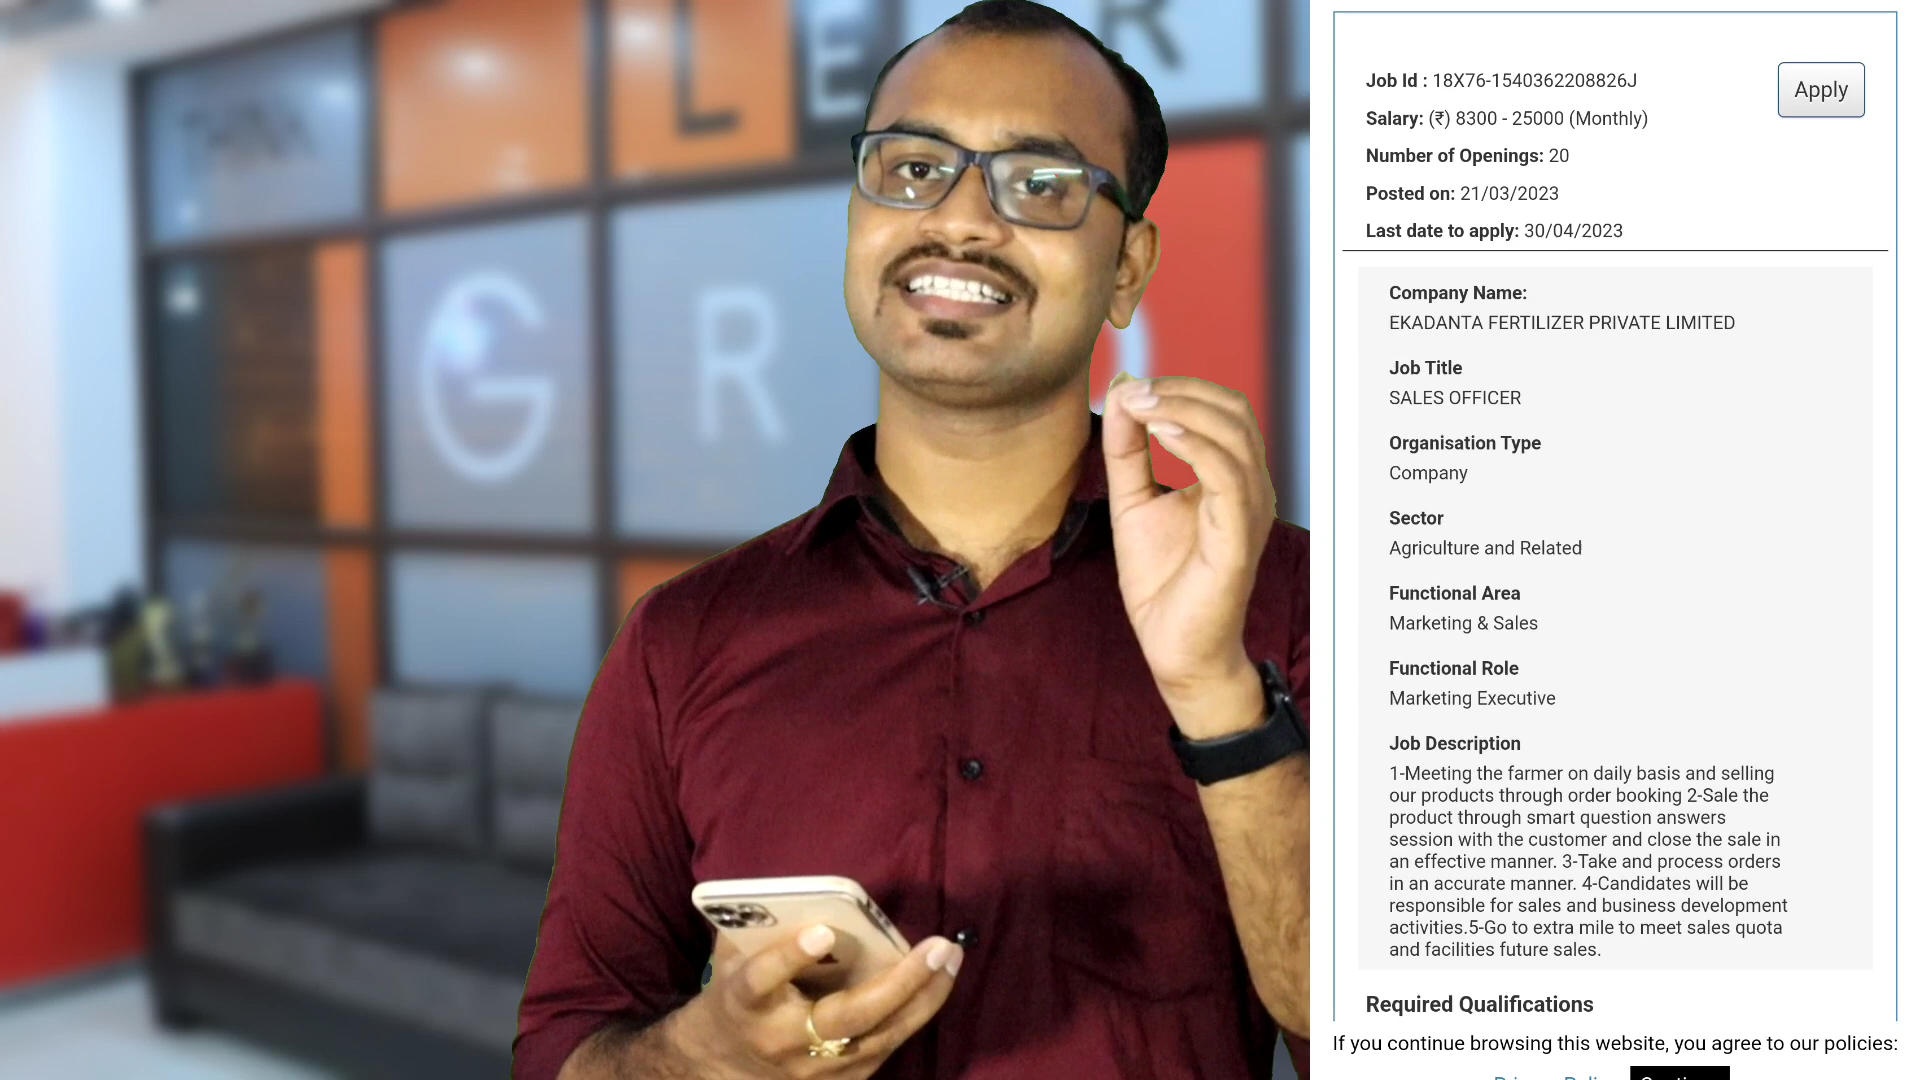 L E R
G R O
Job Id : 18X76-1540362208826J
Apply
Salary: (₹) 8300 - 25000 (Monthly)
Number of Openings: 20
Posted on: 21/03/2023
Last date to apply: 30/04/2023
Company Name:
EKADANTA FERTILIZER PRIVATE LIMITED
Job Title
SALES OFFICER
Organisation Type
Company
Sector
Agriculture and Related
Functional Area
Marketing & Sales
Functional Role
Marketing Executive
Job Description
1-Meeting the farmer on daily basis and selling
our products through order booking 2-Sale the
product through smart question answers
session with the customer and close the sale in
an effective manner. 3-Take and process orders
in an accurate manner. 4-Candidates will be
responsible for sales and business development
activities.5-Go to extra mile to meet sales quota
and facilities future sales.
Required Qualifications
If you continue browsing this website, you agree to our policies: